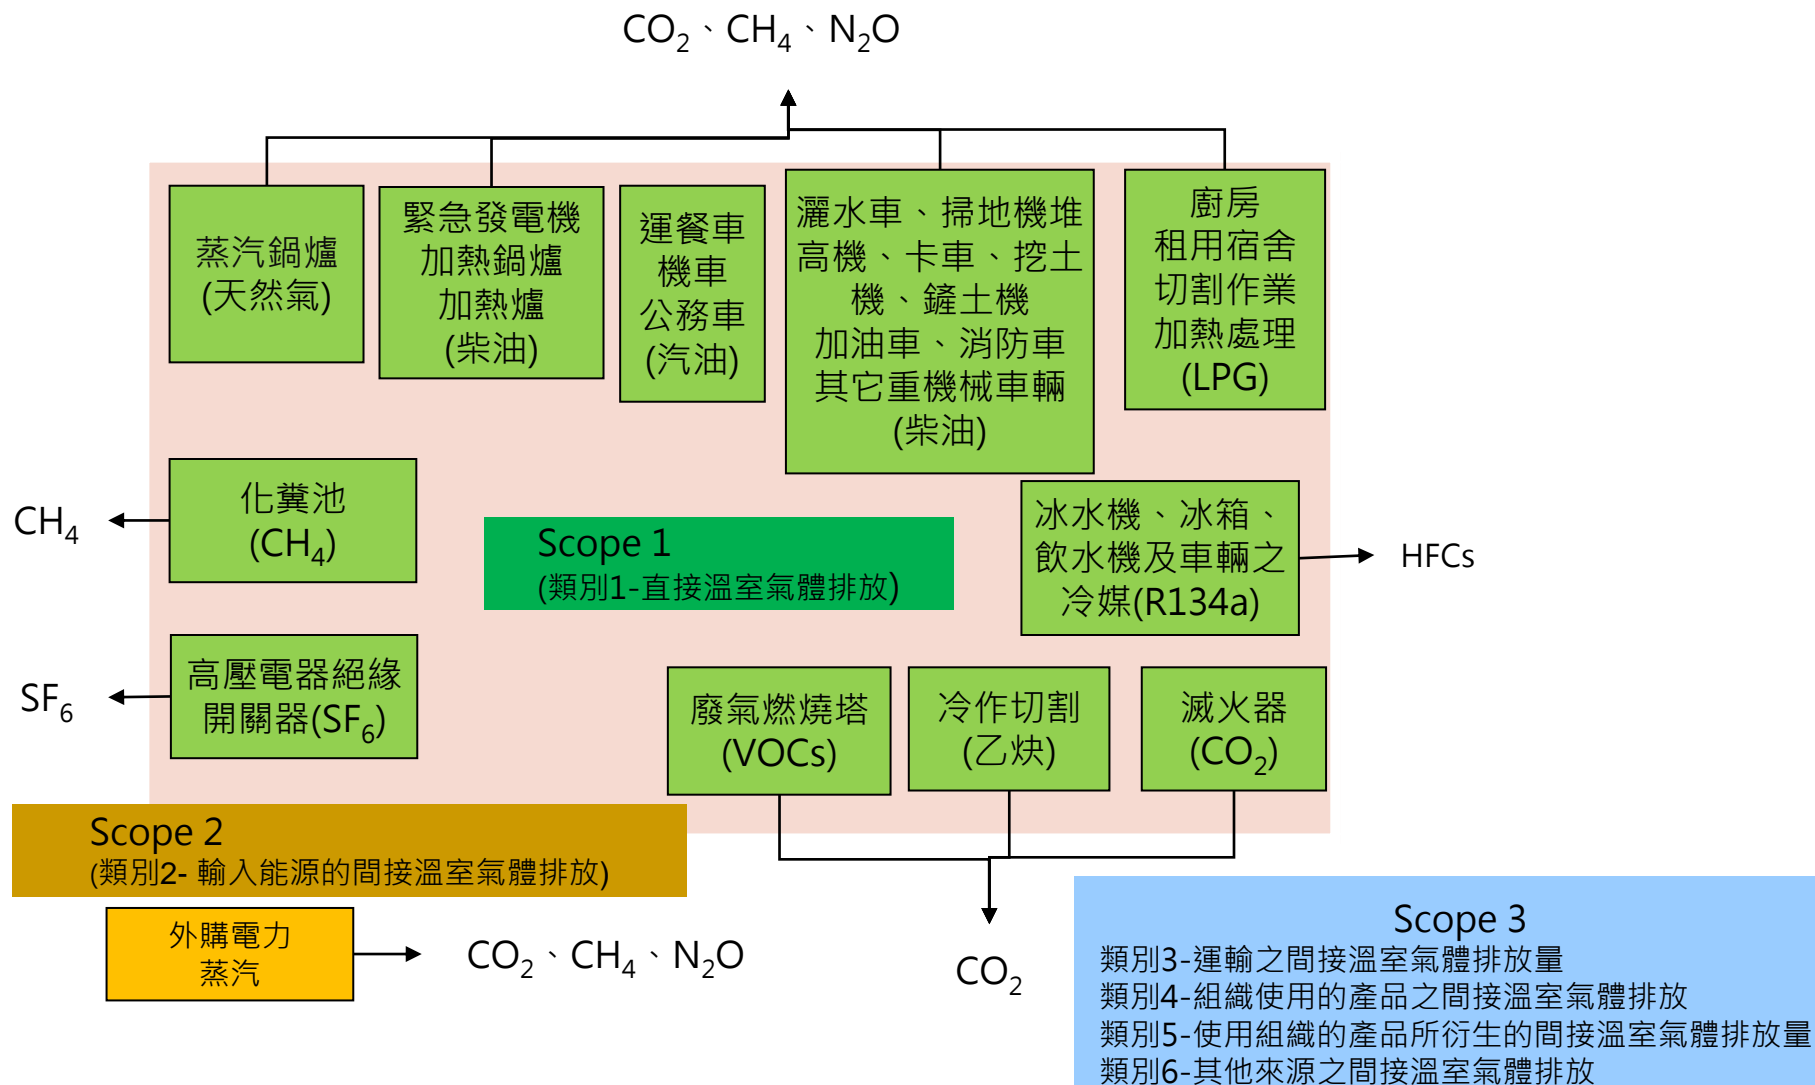 CO₂、CH₄、N₂O
蒸汽鍋爐
(天然氣)
緊急發電機
加熱鍋爐
加熱爐
(柴油)
運餐車
機車
公務車
(汽油)
灑水車、掃地機堆
高機、卡車、挖土
機、鏟土機
加油車、消防車
其它重機械車輛
(柴油)
廚房
租用宿舍
切割作業
加熱處理
(LPG)
CH₄
化糞池
(CH₄)
Scope 1
(類別1-直接溫室氣體排放)
冰水機、冰箱、
飲水機及車輛之
冷媒(R134a)
HFCs
SF₆
高壓電器絕緣
開關器(SF₆)
廢氣燃燒塔
(VOCs)
冷作切割
(乙炔)
滅火器
(CO₂)
Scope 2
(類別2- 輸入能源的間接溫室氣體排放)
外購電力
蒸汽
CO₂、CH₄、N₂O
CO₂
Scope 3
類別3-運輸之間接溫室氣體排放量
類別4-組織使用的產品之間接溫室氣體排放
類別5-使用組織的產品所衍生的間接溫室氣體排放量
類別6-其他來源之間接溫室氣體排放